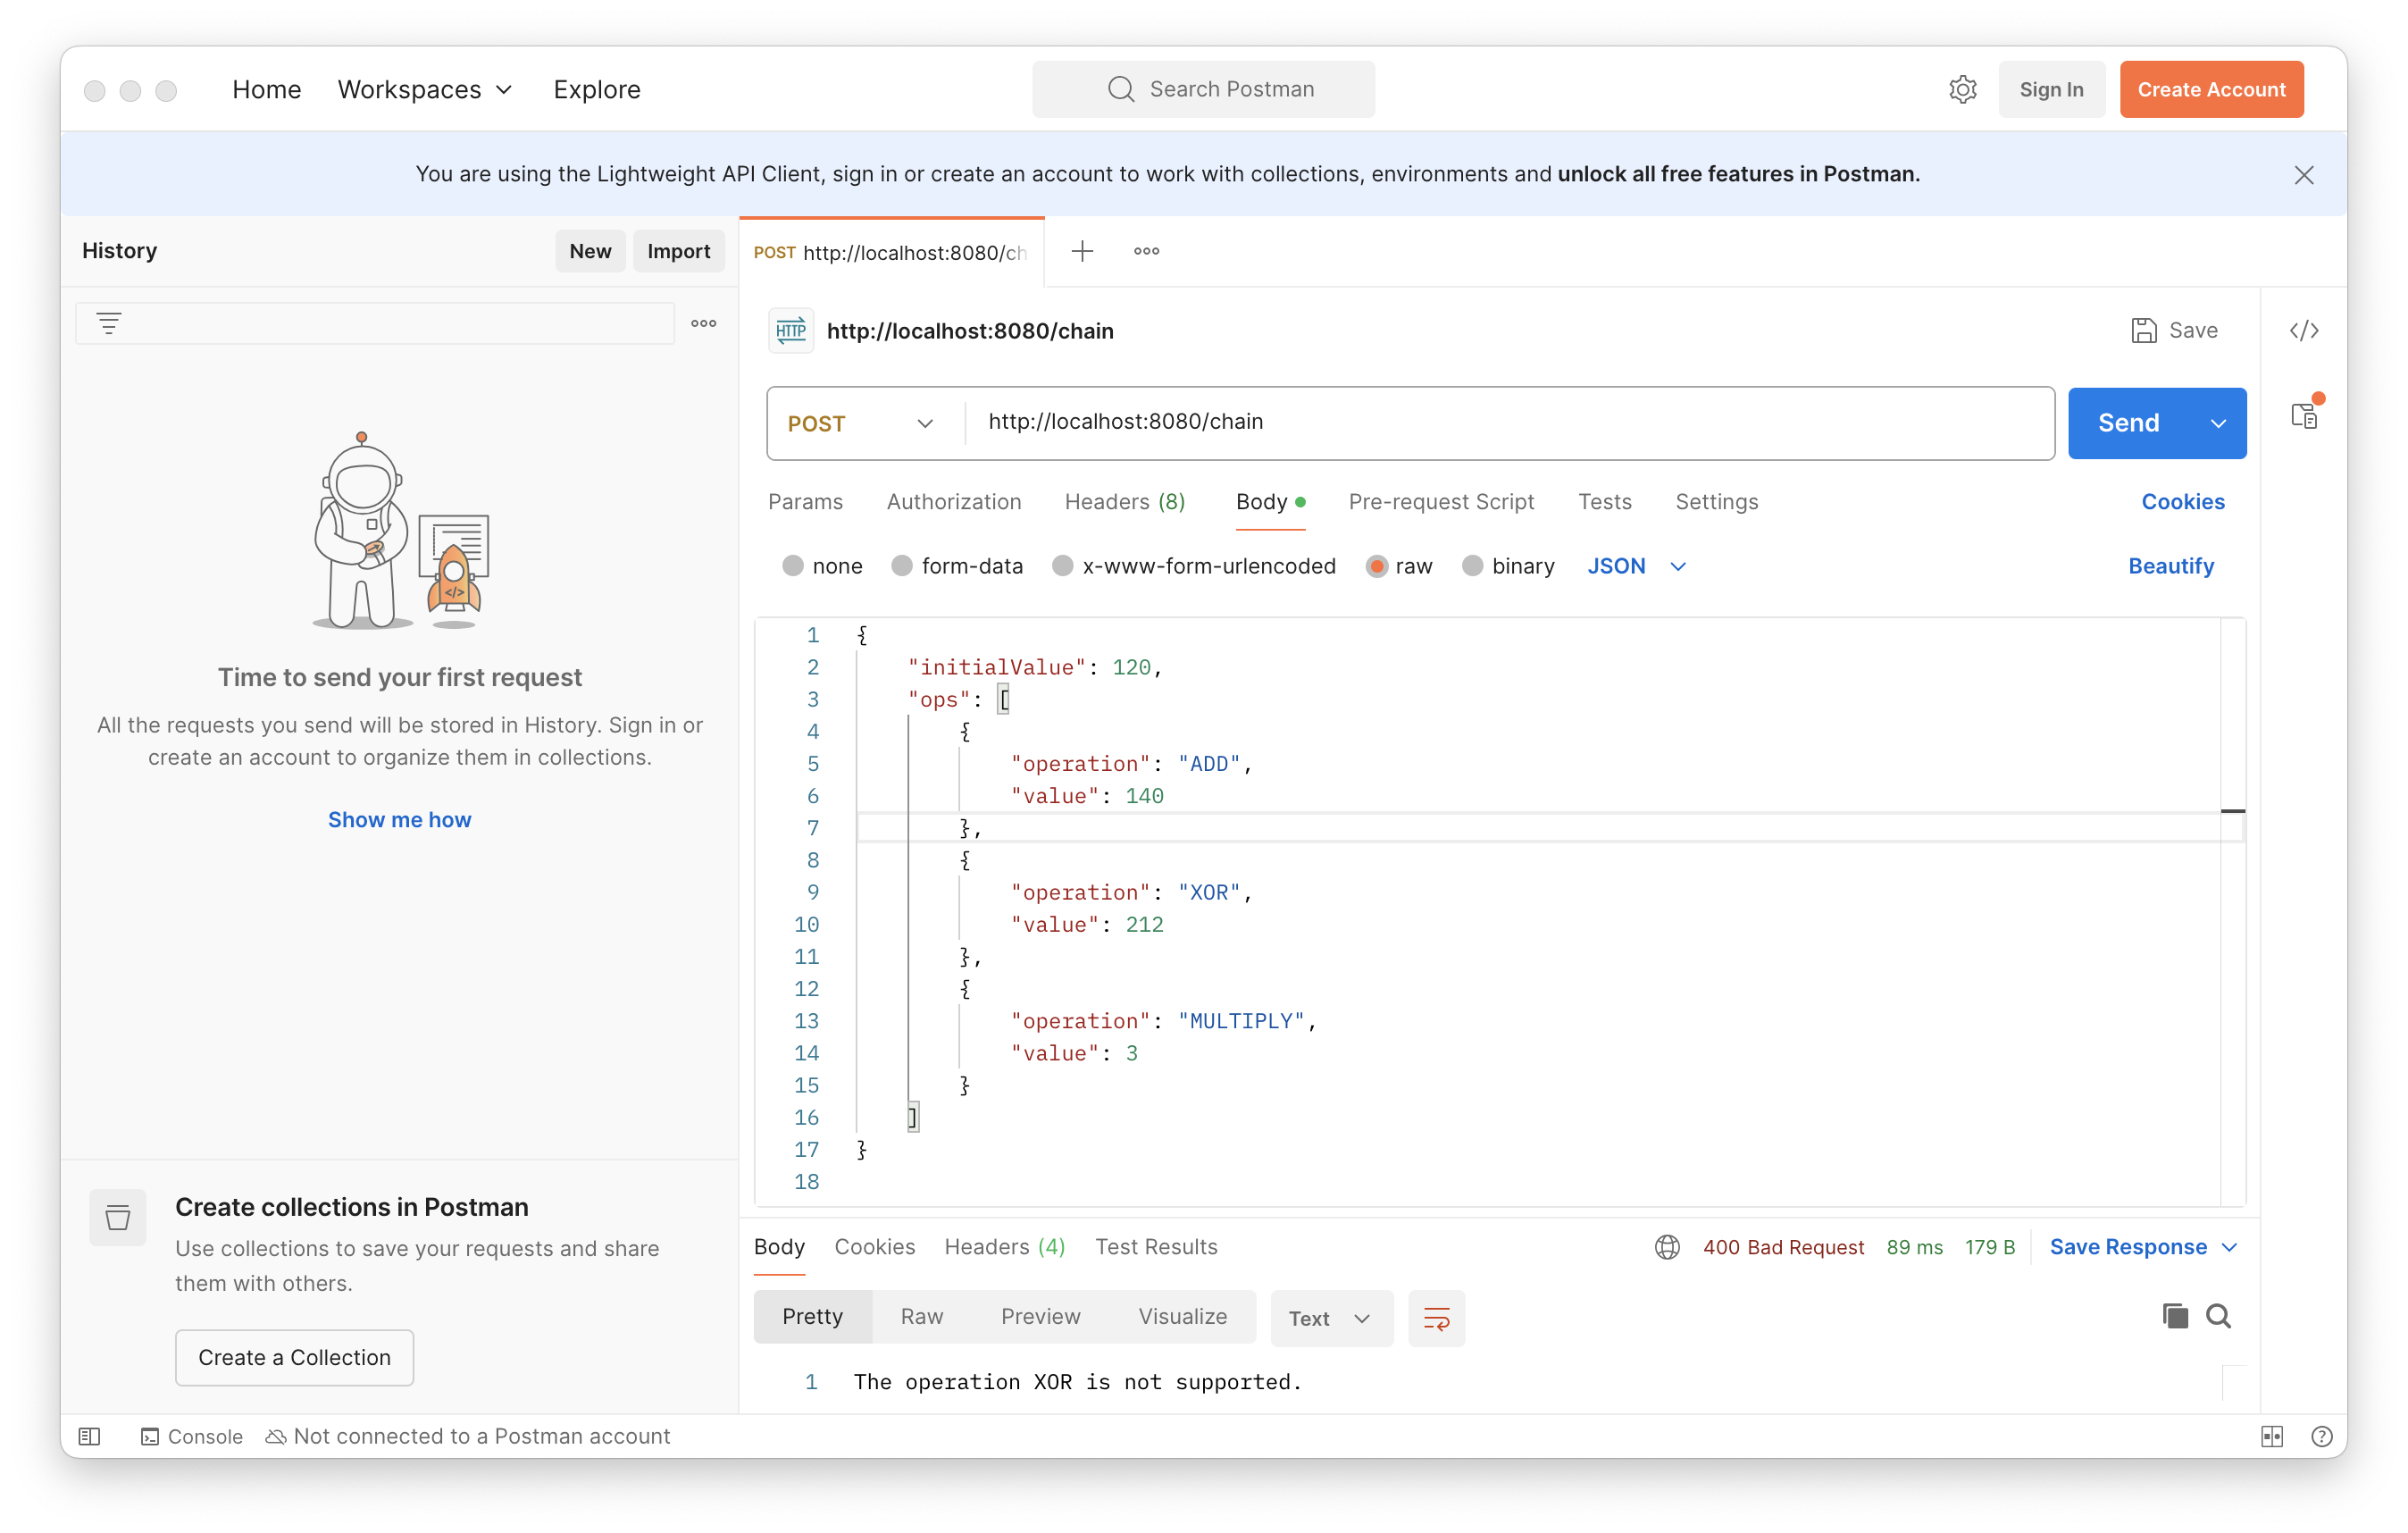 Home Workspaces Explore Search Postman Sign In Create Account
You are using the Lightweight API Client, sign in or create an account to work with collections, environments and unlock all free features in Postman.
History New Import
POST http://localhost:8080/ch
HTTP http://localhost:8080/chain Save </>
POST http://localhost:8080/chain Send
Params Authorization Headers (8) Body Pre-request Script Tests Settings Cookies
none form-data x-www-form-urlencoded raw binary JSON Beautify
</>
Time to send your first request
All the requests you send will be stored in History. Sign in or
create an account to organize them in collections.
Show me how
1 {
2 "initialValue": 120,
3 "ops": [
4 {
5 "operation": "ADD",
6 "value": 140
7 },
8 {
9 "operation": "XOR",
10 "value": 212
11 },
12 {
13 "operation": "MULTIPLY",
14 "value": 3
15 }
16 ]
17 }
18
Create collections in Postman
Use collections to save your requests and share
them with others.
Create a Collection
Body Cookies Headers (4) Test Results 400 Bad Request 89 ms 179 B Save Response
Pretty Raw Preview Visualize Text
1 The operation XOR is not supported.
Console Not connected to a Postman account